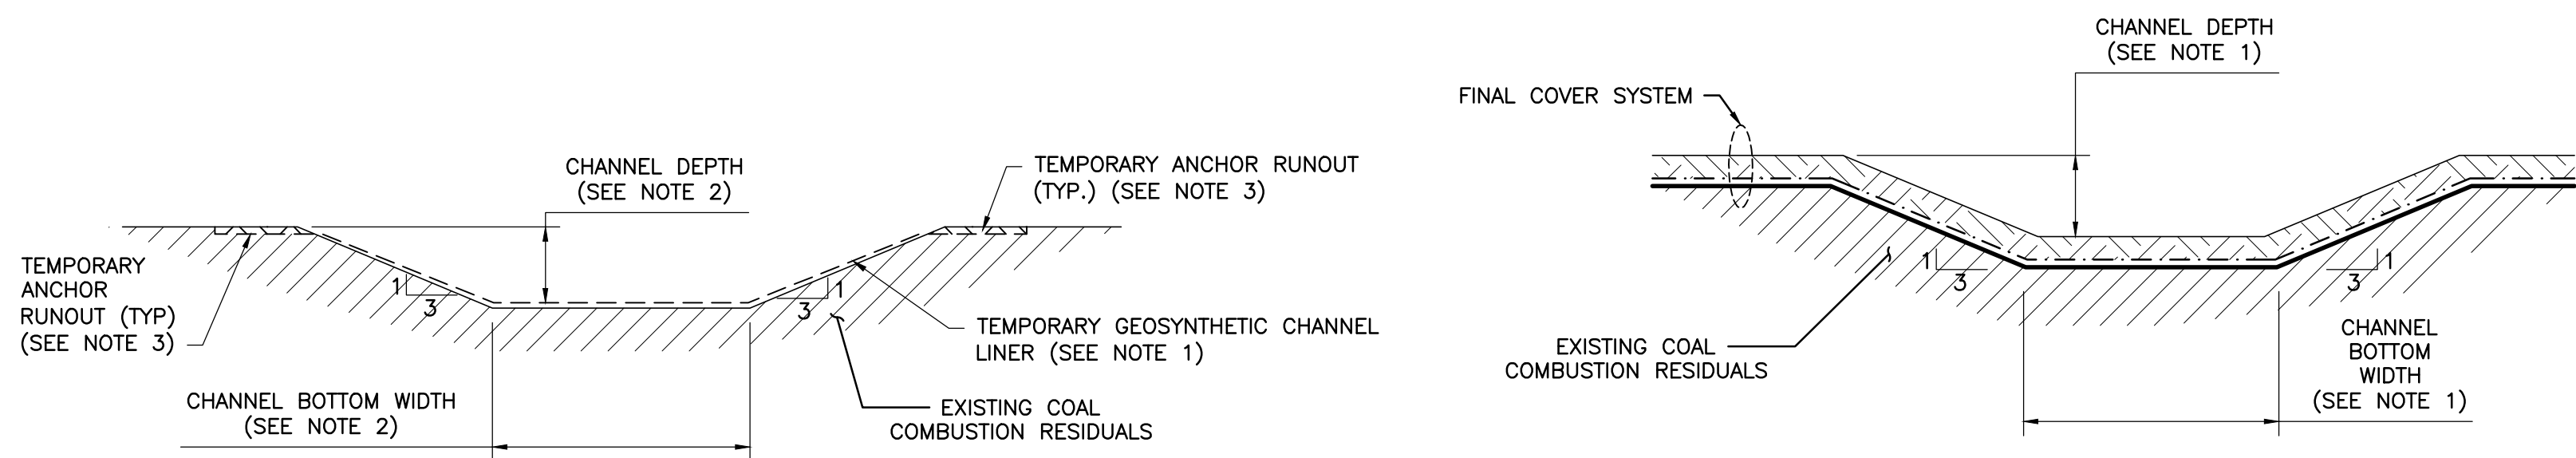 CHANNEL DEPTH
(SEE NOTE 2)
TEMPORARY ANCHOR RUNOUT
(TYP.) (SEE NOTE 3)
TEMPORARY
ANCHOR
RUNOUT (TYP)
(SEE NOTE 3)
1
3
1
3
TEMPORARY GEOSYNTHETIC CHANNEL
LINER (SEE NOTE 1)
CHANNEL BOTTOM WIDTH
(SEE NOTE 2)
EXISTING COAL
COMBUSTION RESIDUALS
CHANNEL DEPTH
(SEE NOTE 1)
FINAL COVER SYSTEM
1
3
1
3
EXISTING COAL
COMBUSTION RESIDUALS
CHANNEL
BOTTOM
WIDTH
(SEE NOTE 1)